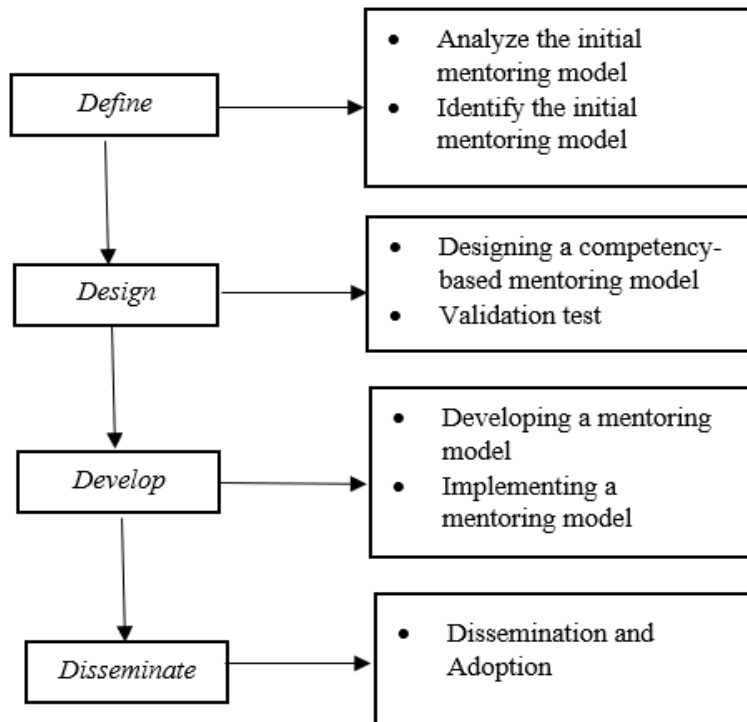 Define
• Analyze the initial
mentoring model
• Identify the initial
mentoring model
Design
• Designing a competency-
based mentoring model
• Validation test
Develop
• Developing a mentoring
model
• Implementing a
mentoring model
Disseminate
• Dissemination and
Adoption